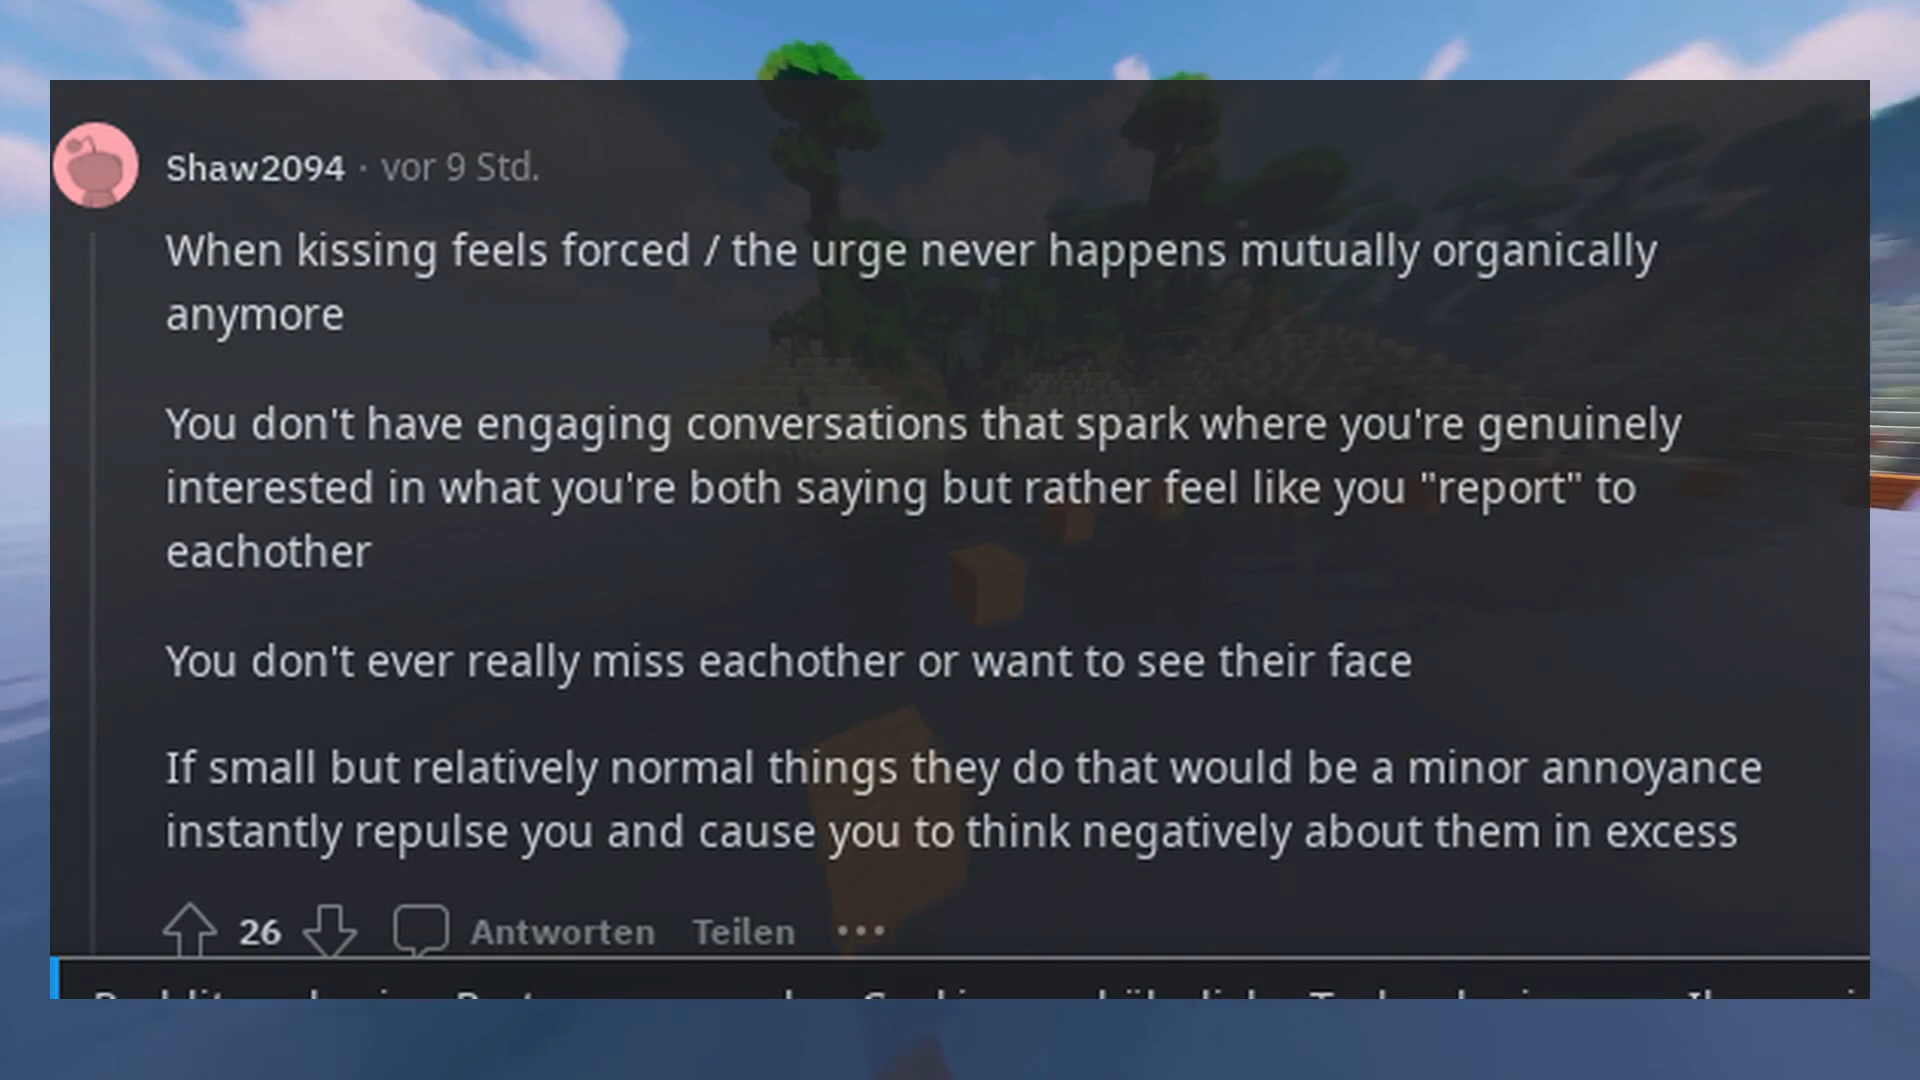 Shaw2094 · vor 9 Std.
When kissing feels forced / the urge never happens mutually organically
anymore
You don't have engaging conversations that spark where you're genuinely
interested in what you're both saying but rather feel like you "report" to
eachother
You don't ever really miss eachother or want to see their face
If small but relatively normal things they do that would be a minor annoyance
instantly repulse you and cause you to think negatively about them in excess
26 Antworten Teilen •••